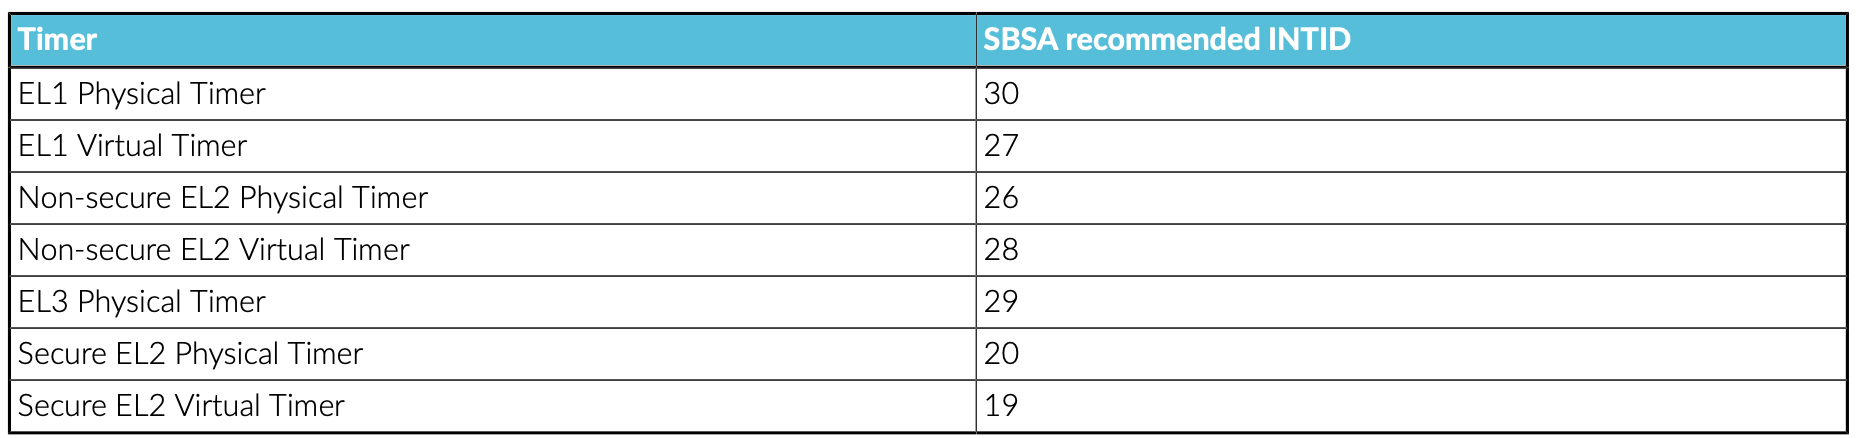 Timer SBSA recommended INTID
EL1 Physical Timer 30
EL1 Virtual Timer 27
Non-secure EL2 Physical Timer 26
Non-secure EL2 Virtual Timer 28
EL3 Physical Timer 29
Secure EL2 Physical Timer 20
Secure EL2 Virtual Timer 19